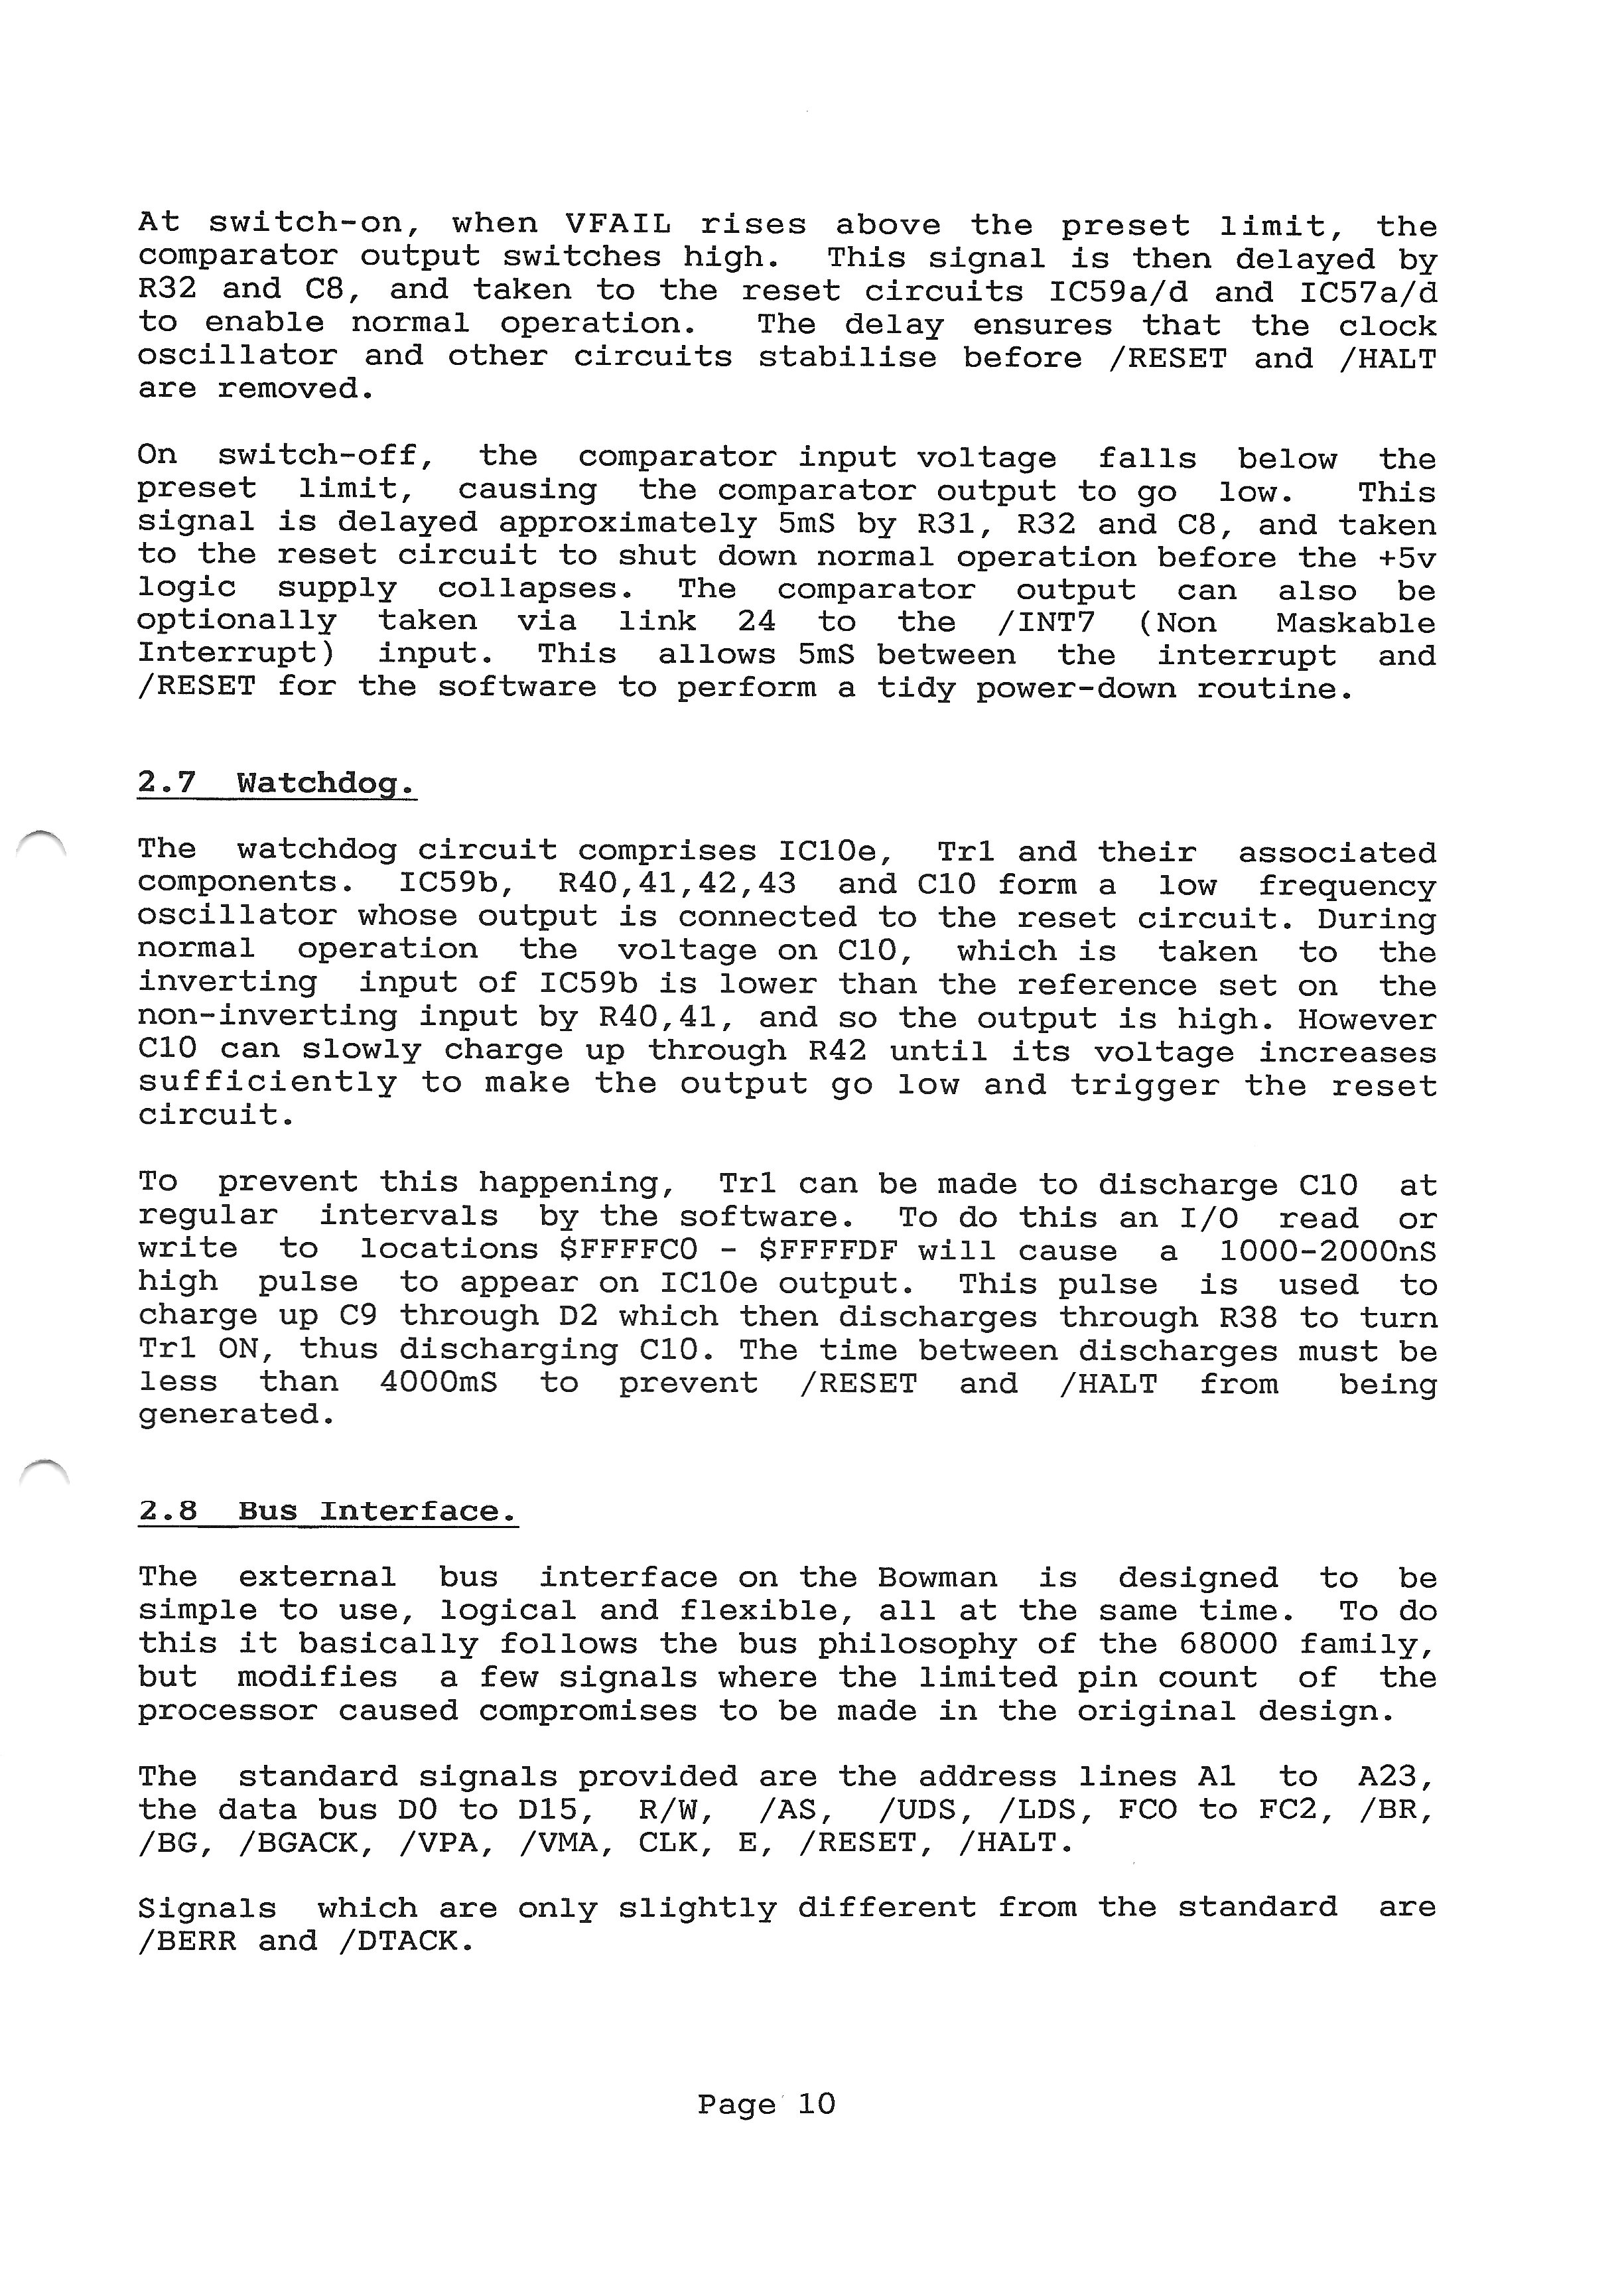 At switch-on, when VFAIL rises above the preset limit, the
comparator output switches high. This signal is then delayed by
R32 and C8, and taken to the reset circuits IC59a/d and IC57a/d
to enable normal operation. The delay ensures that the clock
oscillator and other circuits stabilise before /RESET and /HALT
are removed.
On switch-off, the comparator input voltage falls below the
preset limit, causing the comparator output to go low. This
signal is delayed approximately 5mS by R31, R32 and C8, and taken
to the reset circuit to shut down normal operation before the +5v
logic supply collapses. The comparator output can also be
optionally taken via link 24 to the /INT7 (Non Maskable
Interrupt) input. This allows 5mS between the interrupt and
/RESET for the software to perform a tidy power-down routine.
2.7 Watchdog.
The watchdog circuit comprises IC10e, Tr1 and their associated
components. IC59b, R40,41,42,43 and C10 form a low frequency
oscillator whose output is connected to the reset circuit. During
normal operation the voltage on C10, which is taken to the
inverting input of IC59b is lower than the reference set on the
non-inverting input by R40,41, and so the output is high. However
C10 can slowly charge up through R42 until its voltage increases
sufficiently to make the output go low and trigger the reset
circuit.
To prevent this happening, Tr1 can be made to discharge C10 at
regular intervals by the software. To do this an I/O read or
write to locations $FFFFC0 - $FFFFDF will cause a 1000-2000nS
high pulse to appear on IC10e output. This pulse is used to
charge up C9 through D2 which then discharges through R38 to turn
Tr1 ON, thus discharging C10. The time between discharges must be
less than 4000mS to prevent /RESET and /HALT from being
generated.
2.8 Bus Interface.
The external bus interface on the Bowman is designed to be
simple to use, logical and flexible, all at the same time. To do
this it basically follows the bus philosophy of the 68000 family,
but modifies a few signals where the limited pin count of the
processor caused compromises to be made in the original design.
The standard signals provided are the address lines A1 to A23,
the data bus D0 to D15, R/W, /AS, /UDS, /LDS, FC0 to FC2, /BR,
/BG, /BGACK, /VPA, /VMA, CLK, E, /RESET, /HALT.
Signals which are only slightly different from the standard are
/BERR and /DTACK.
Page 10